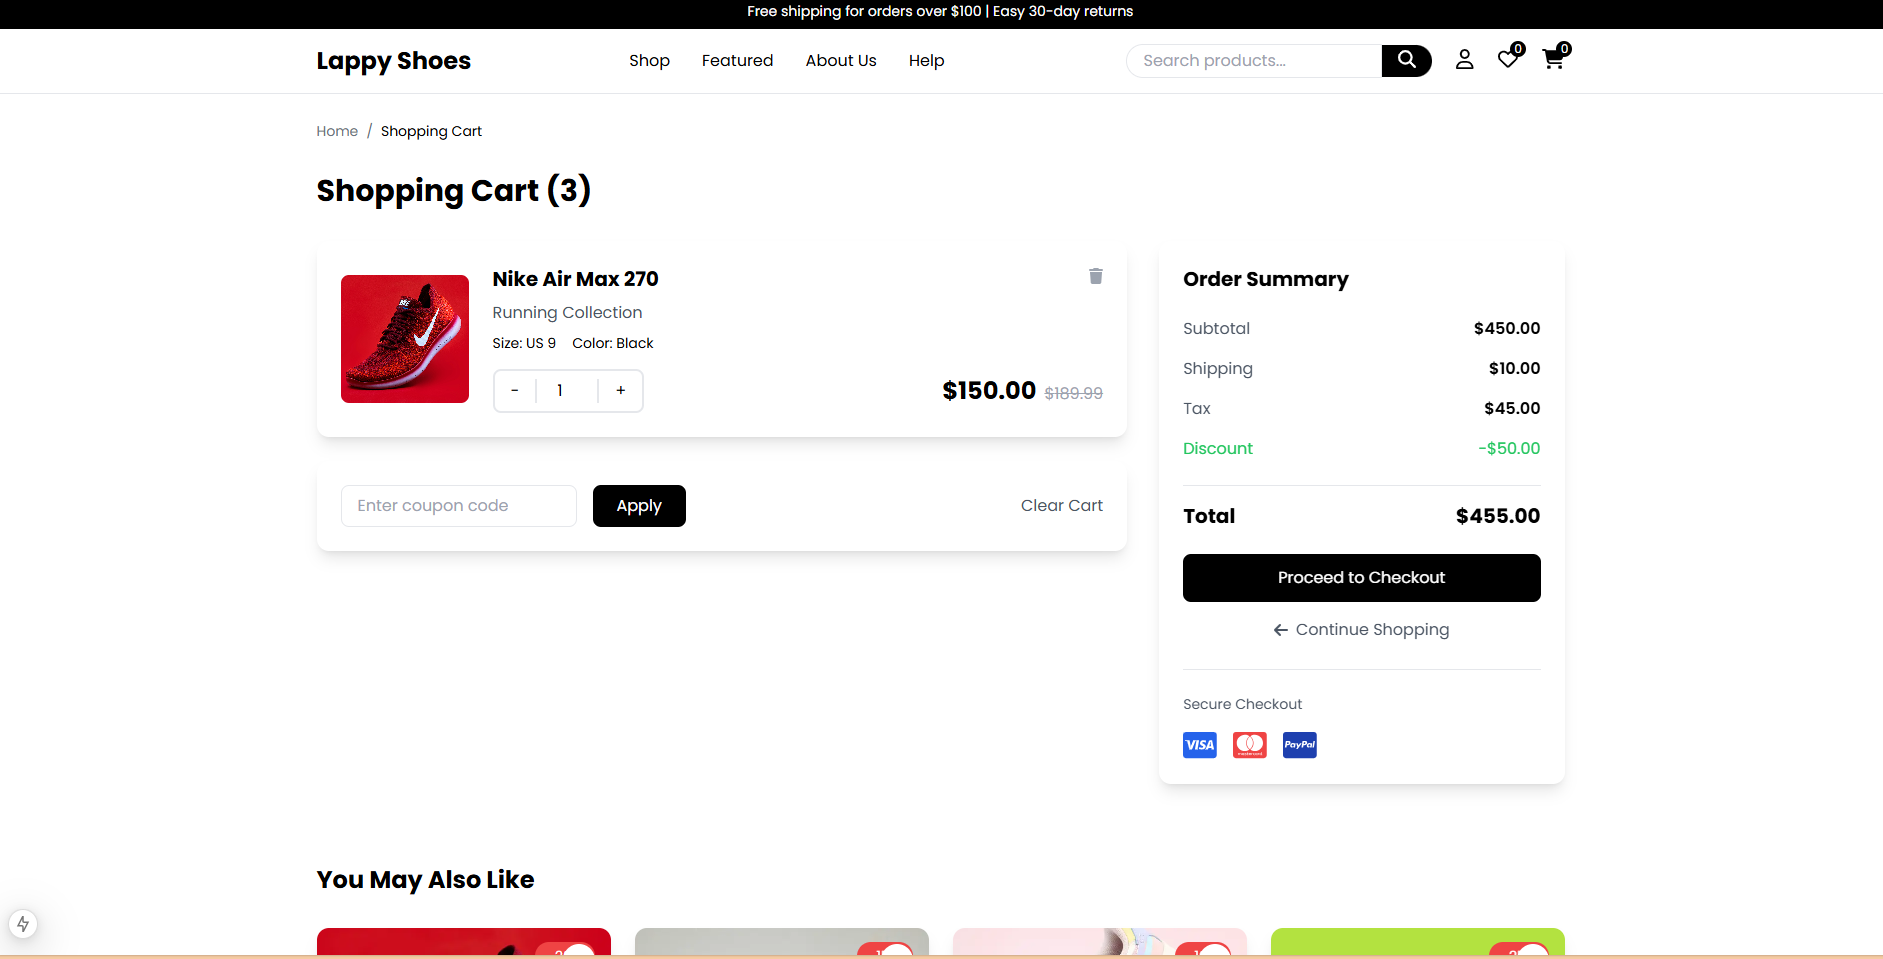 Free shipping for orders over $100 | Easy 30-day returns
Lappy Shoes
Shop
Featured
About Us
Help
Search products...
0
0
Home / Shopping Cart
Shopping Cart (3)
Nike Air Max 270
Running Collection
Size: US 9 Color: Black
- 1 +
$150.00 $189.99
Enter coupon code
Apply
Clear Cart
Order Summary
Subtotal $450.00
Shipping $10.00
Tax $45.00
Discount -$50.00
Total $455.00
Proceed to Checkout
← Continue Shopping
Secure Checkout
VISA
PayPal
You May Also Like